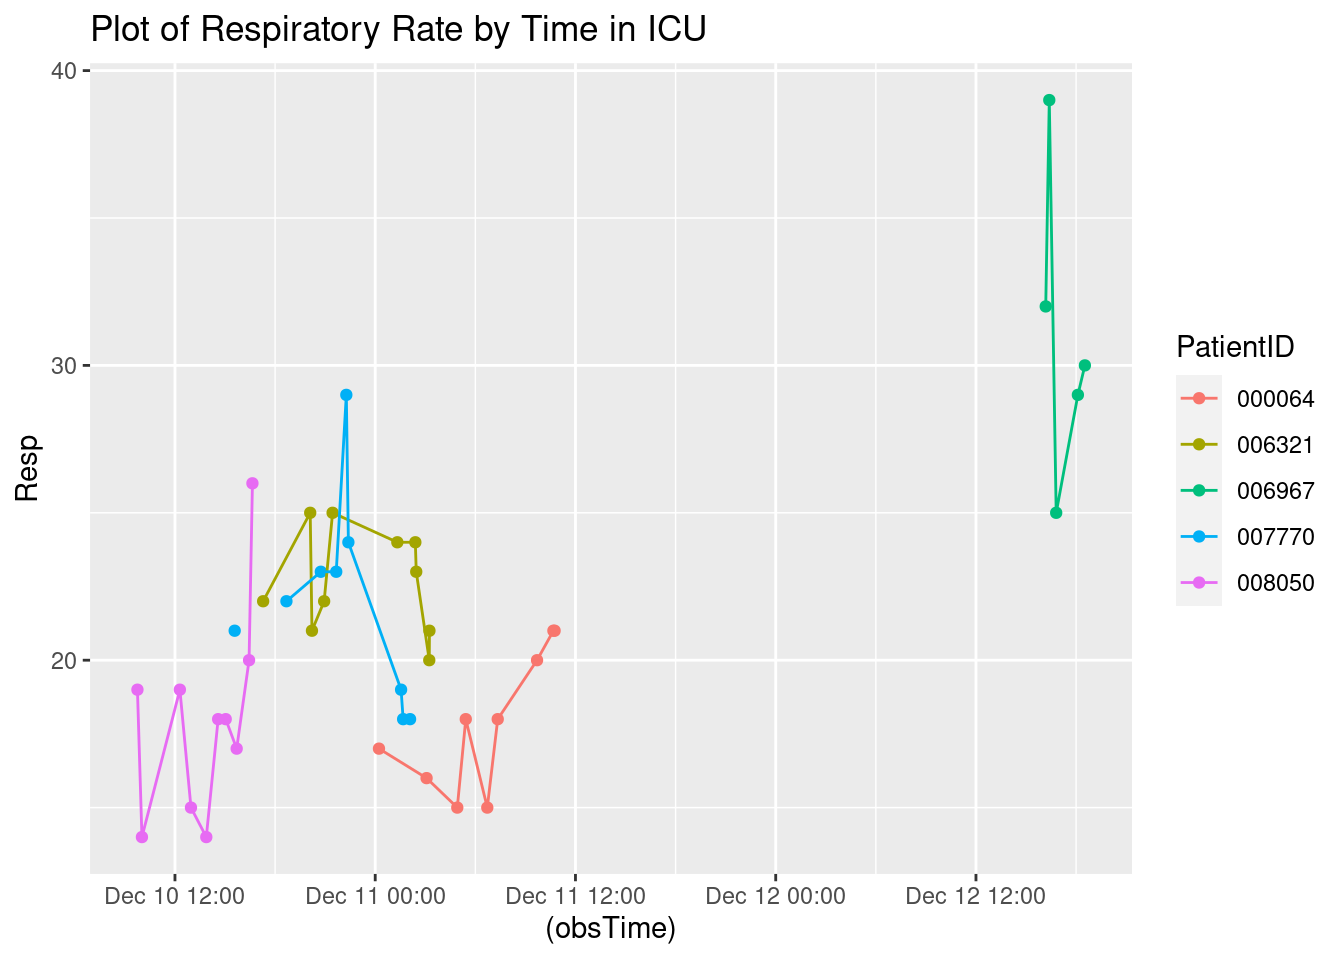 Plot of Respiratory Rate by Time in ICU
40
30
20
Resp
Dec 10 12:00
Dec 11 00:00
Dec 11 12:00
Dec 12 00:00
Dec 12 12:00
(obsTime)
PatientID
000064
006321
006967
007770
008050